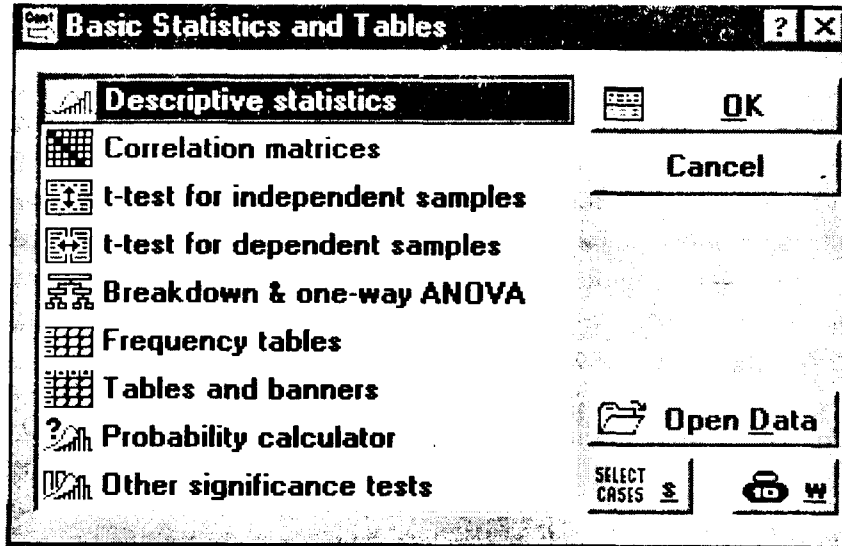 Basic Statistics and Tables ? X
Descriptive statistics
Correlation matrices
t-test for independent samples
t-test for dependent samples
Breakdown & one-way ANOVA
Frequency tables
Tables and banners
Probability calculator
Other significance tests
OK
Cancel
Open Data
SELECT
CASES S
W